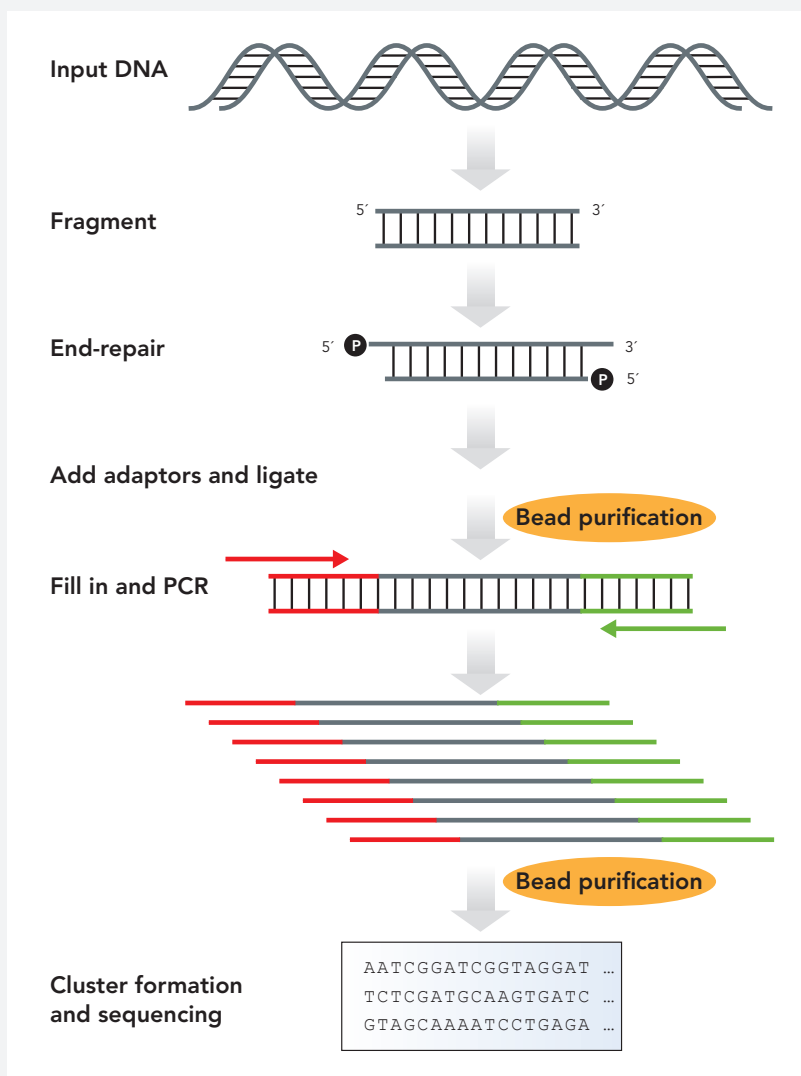 Input DNA
Fragment
5´ 3´
End-repair
5´ P 3´
P 5´
Add adaptors and ligate
Bead purification
Fill in and PCR
Bead purification
Cluster formation
and sequencing
AATCGGATCGGTAGGAT ...
TCTCGATGCAAGTGATC ...
GTAGCAAAATCCTGAGA ...